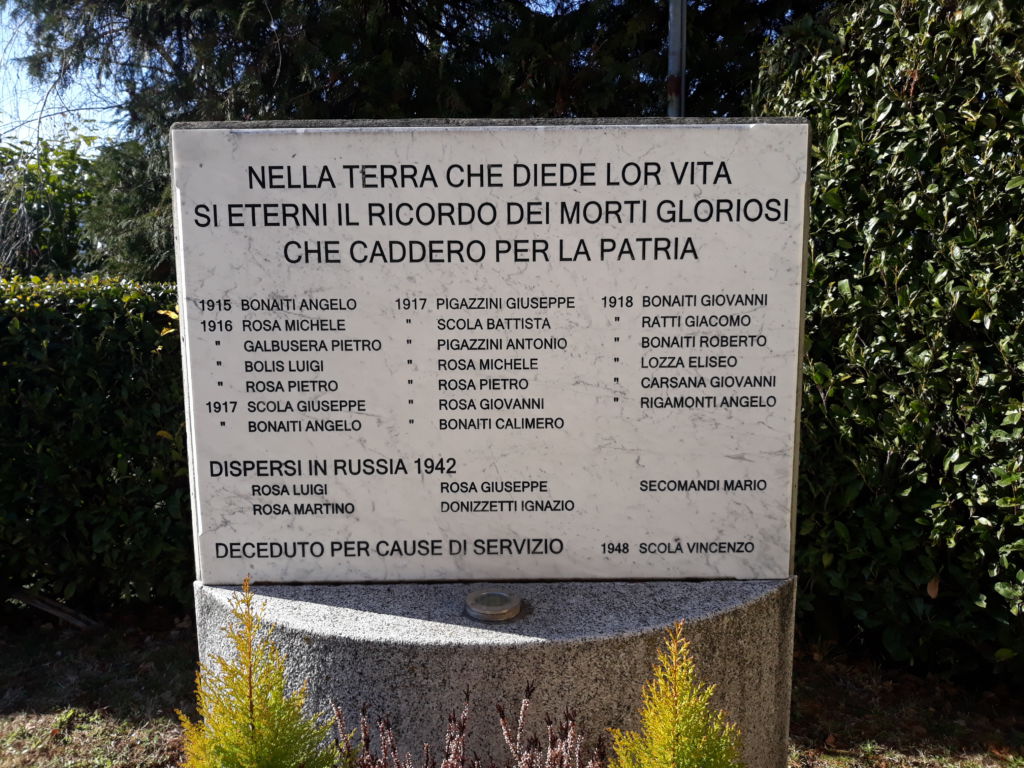 NELLA TERRA CHE DIEDE LOR VITA
SI ETERNI IL RICORDO DEI MORTI GLORIOSI
CHE CADDERO PER LA PATRIA
1915 BONAITI ANGELO
1916 ROSA MICHELE
" GALBUSERA PIETRO
" BOLIS LUIGI
" ROSA PIETRO
1917 SCOLA GIUSEPPE
" BONAITI ANGELO
1917 PIGAZZINI GIUSEPPE
" SCOLA BATTISTA
" PIGAZZINI ANTONIO
" ROSA MICHELE
" ROSA PIETRO
" ROSA GIOVANNI
" BONAITI CALIMERO
1918 BONAITI GIOVANNI
" RATTI GIACOMO
" BONAITI ROBERTO
" LOZZA ELISEO
" CARSANA GIOVANNI
" RIGAMONTI ANGELO
DISPERSI IN RUSSIA 1942
ROSA LUIGI
ROSA MARTINO
ROSA GIUSEPPE
DONIZZETTI IGNAZIO
SECOMANDI MARIO
DECEDUTO PER CAUSE DI SERVIZIO 1948 SCOLA VINCENZO